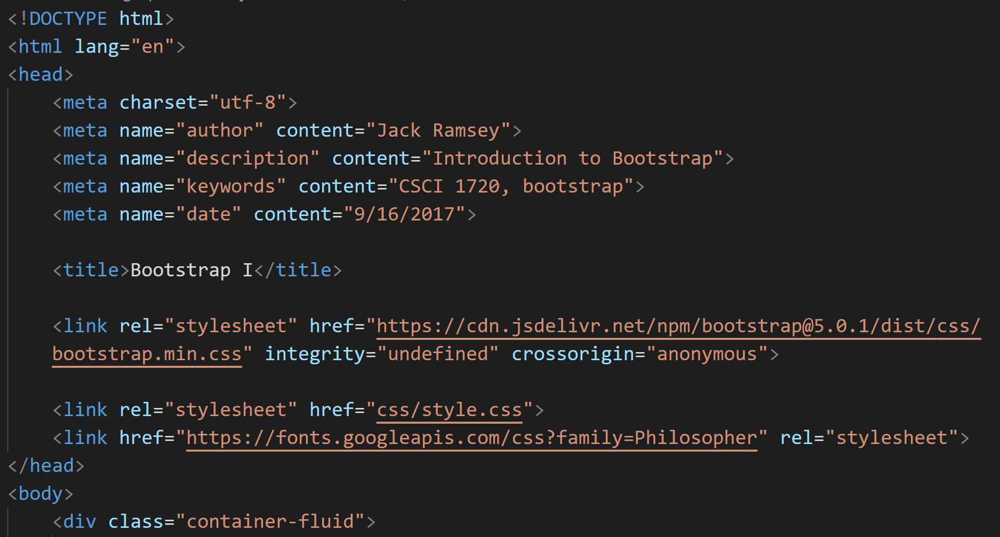 <!DOCTYPE html>
<html lang="en">
<head>
<meta charset="utf-8">
<meta name="author" content="Jack Ramsey">
<meta name="description" content="Introduction to Bootstrap">
<meta name="keywords" content="CSCI 1720, bootstrap">
<meta name="date" content="9/16/2017">
<title>Bootstrap I</title>
<link rel="stylesheet" href="https://cdn.jsdelivr.net/npm/bootstrap@5.0.1/dist/css/
bootstrap.min.css" integrity="undefined" crossorigin="anonymous">
<link rel="stylesheet" href="css/style.css">
<link href="https://fonts.googleapis.com/css?family=Philosopher" rel="stylesheet">
</head>
<body>
<div class="container-fluid">